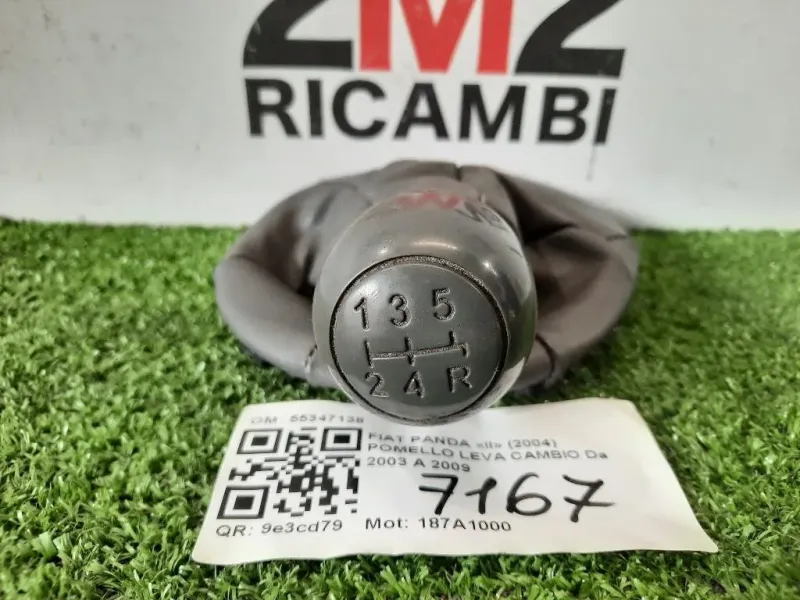 2M2
RICAMBI
1 3 5
2 4 R
OM 55347138
FIAT PANDA «II» (2004)
POMELLO LEVA CAMBIO Da
2003 A 2009
7167
QR: 9e3cd79 Mot: 187A1000